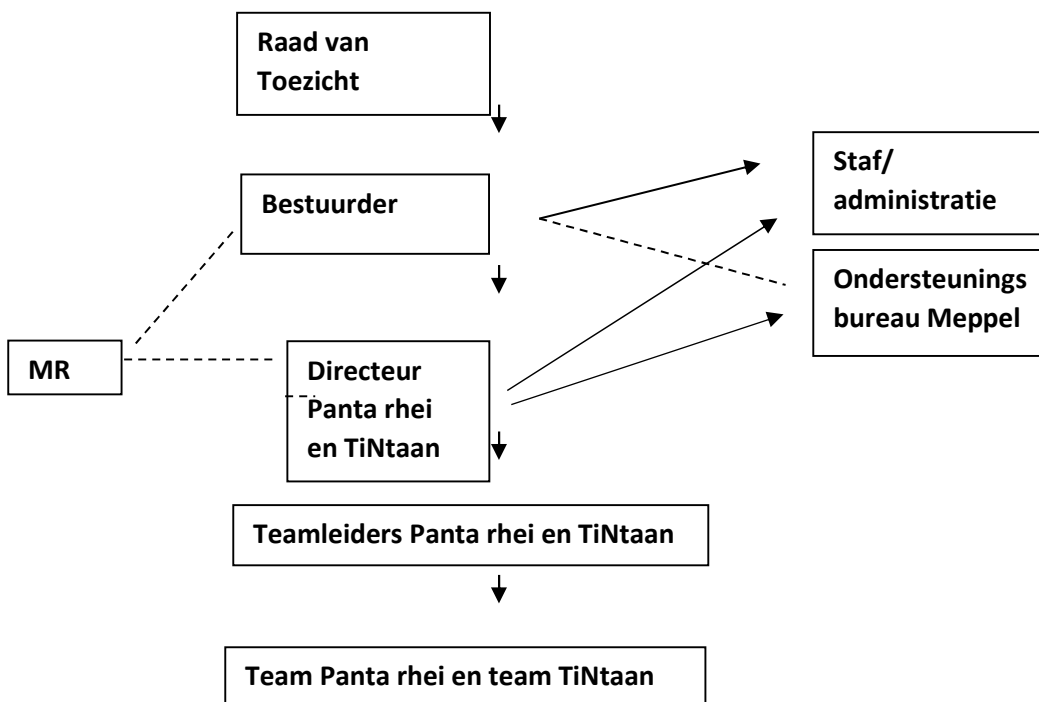 Raad van
Toezicht
Staf/
administratie
Bestuurder
Ondersteunings
bureau Meppel
MR
Directeur
Panta rhei
en TiNtaan
Teamleiders Panta rhei en TiNtaan
Team Panta rhei en team TiNtaan